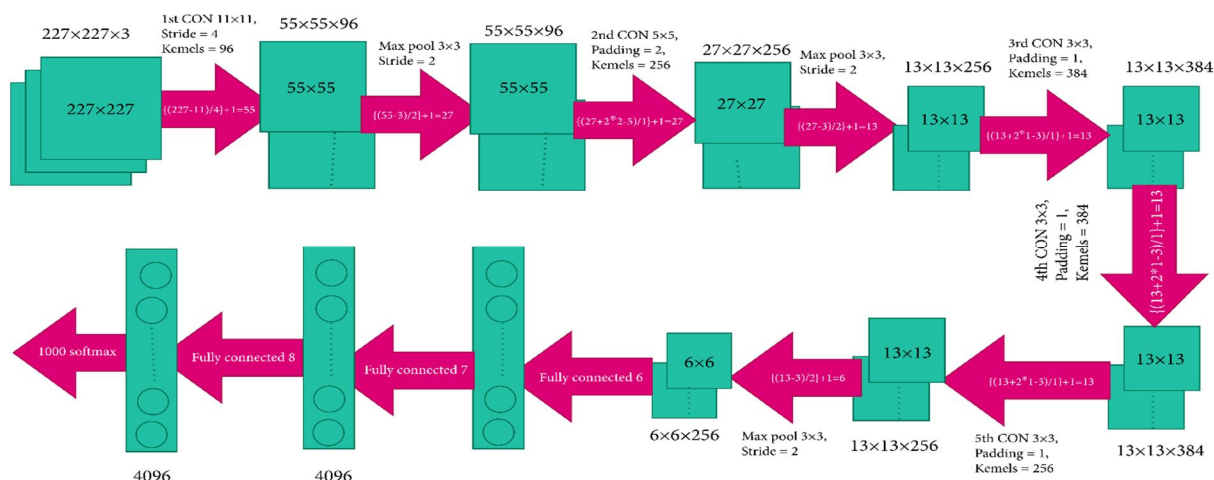 227×227×3
227×227
1st CON 11×11,
Stride = 4
Kemels = 96
{(227-11)/4}+1=55
55×55×96
55×55
Max pool 3×3
Stride = 2
{(55-3)/2}+1=27
55×55×96
55×55
2nd CON 5×5,
Padding = 2,
Kemels = 256
{(27+2*2-5)/1}+1=27
27×27×256
27×27
Max pool 3×3,
Stride = 2
{(27-3)/2}+1=13
13×13×256
13×13
3rd CON 3×3,
Padding = 1,
Kemels = 384
{(13+2*1-3)/1}+1=13
13×13×384
13×13
4th CON 3×3,
Padding = 1,
Kemels = 384
{(13+2*1-3)/1}+1=13
13×13
13×13×384
{(13+2*1-3)/1}+1=13
5th CON 3×3,
Padding = 1,
Kemels = 256
13×13
13×13×256
{(13-3)/2}+1=6
Max pool 3×3,
Stride = 2
6×6
6×6×256
Fully connected 6
Fully connected 7
4096
Fully connected 8
4096
1000 softmax